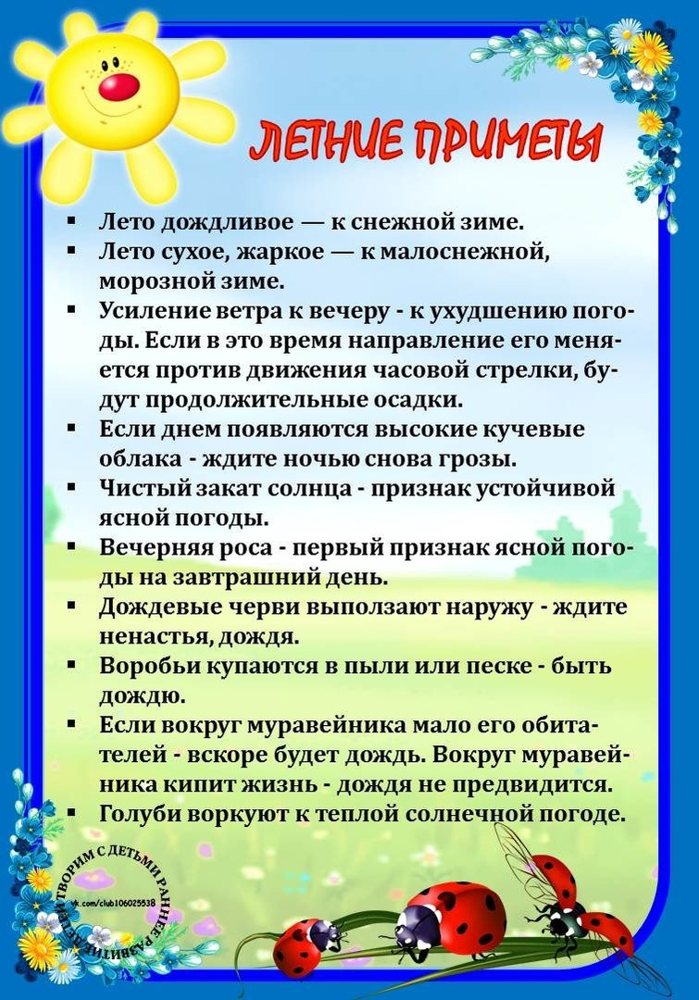 ЛЕТНИЕ ПРИМЕТЫ
▪ Лето дождливое — к снежной зиме.
▪ Лето сухое, жаркое — к малоснежной,
морозной зиме.
▪ Усиление ветра к вечеру - к ухудшению пого-
ды. Если в это время направление его меня-
ется против движения часовой стрелки, бу-
дут продолжительные осадки.
▪ Если днем появляются высокие кучевые
облака - ждите ночью снова грозы.
▪ Чистый закат солнца - признак устойчивой
ясной погоды.
▪ Вечерняя роса - первый признак ясной пого-
ды на завтрашний день.
▪ Дождевые черви выползают наружу - ждите
ненастья, дождя.
▪ Воробьи купаются в пыли или песке - быть
дождю.
▪ Если вокруг муравейника мало его обита-
телей - вскоре будет дождь. Вокруг муравей-
ника кипит жизнь - дождя не предвидится.
▪ Голуби воркуют к теплой солнечной погоде.
ТВОРИМ С ДЕТЬМИ РАННЕЕ РАЗВИТИЕ ДЕТЕЙ
vk.com/club106025538